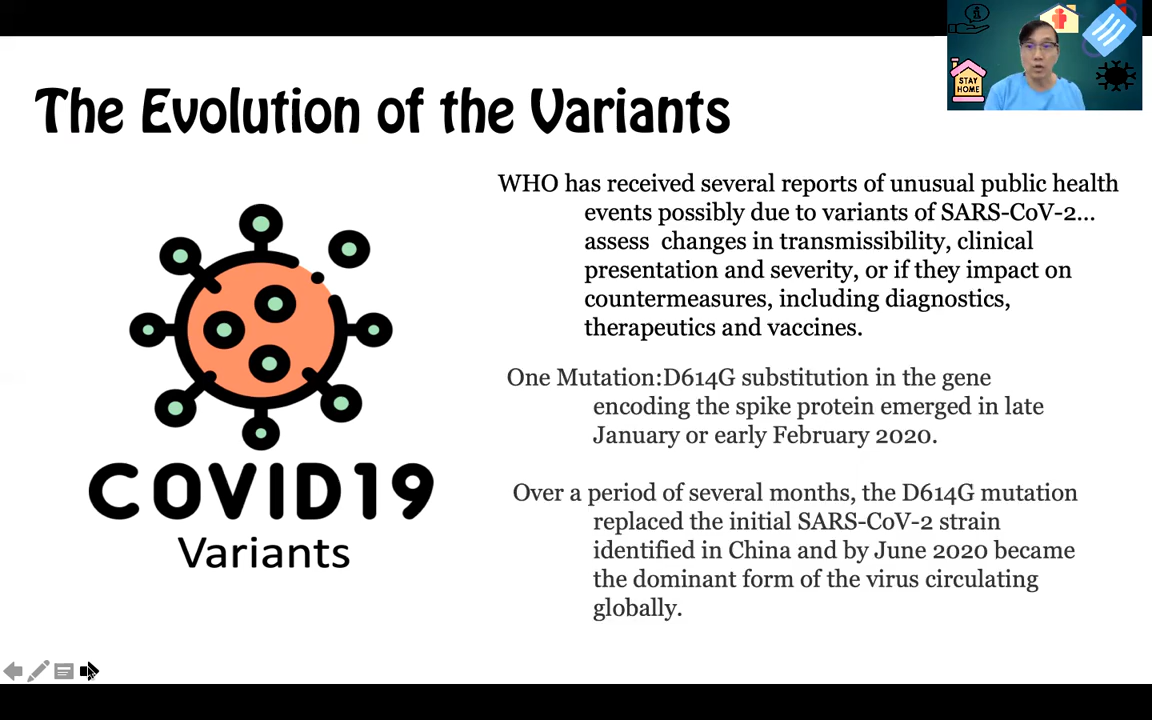 STAY
HOME
The Evolution of the Variants
WHO has received several reports of unusual public health
events possibly due to variants of SARS-CoV-2…
assess  changes in transmissibility, clinical
presentation and severity, or if they impact on
countermeasures, including diagnostics,
therapeutics and vaccines.
One Mutation:D614G substitution in the gene
encoding the spike protein emerged in late
January or early February 2020.
Over a period of several months, the D614G mutation
replaced the initial SARS-CoV-2 strain
identified in China and by June 2020 became
the dominant form of the virus circulating
globally.
COVID19
Variants